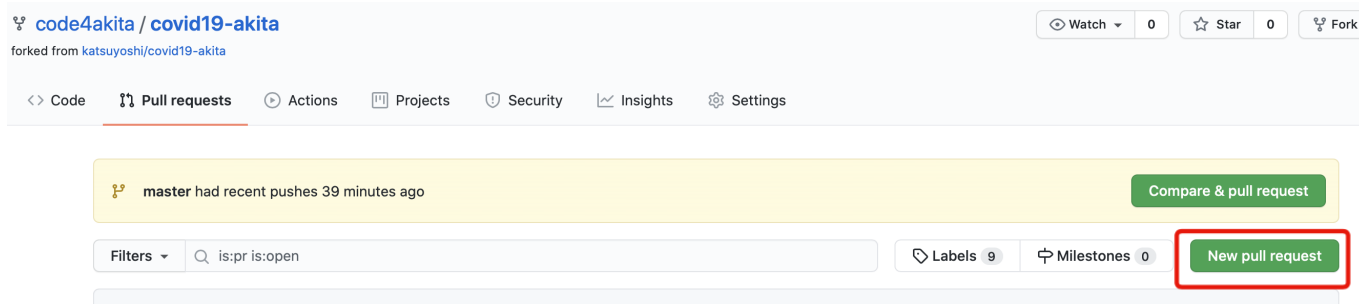 code4akita / covid19-akita
Watch 0 Star 0 Fork
forked from katsuyoshi/covid19-akita
<> Code Pull requests Actions Projects Security Insights Settings
master had recent pushes 39 minutes ago
Compare & pull request
Filters is:pr is:open Labels 9 Milestones 0 New pull request